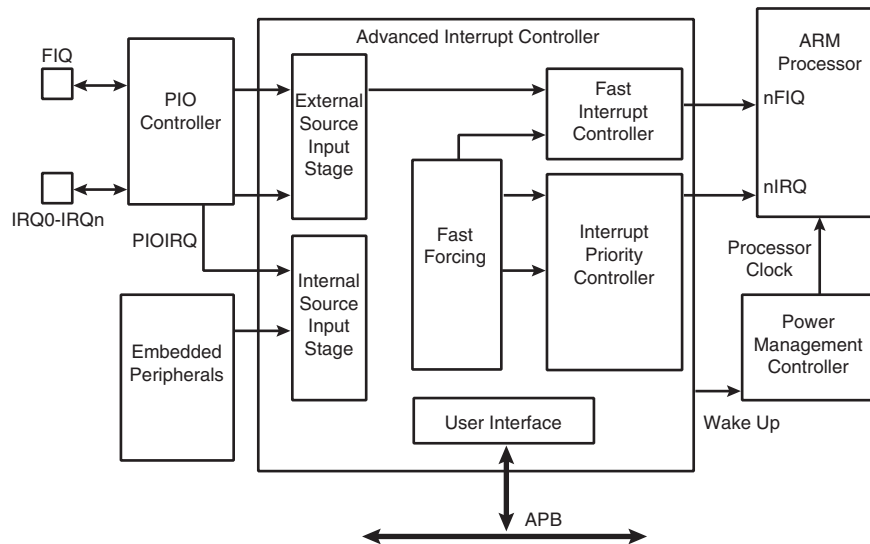 FIQ
PIO
Controller
IRQ0-IRQn
PIOIRQ
Embedded
Peripherals
Advanced Interrupt Controller
External
Source
Input
Stage
Internal
Source
Input
Stage
Fast
Forcing
Fast
Interrupt
Controller
Interrupt
Priority
Controller
User Interface
APB
ARM
Processor
nFIQ
nIRQ
Processor
Clock
Power
Management
Controller
Wake Up